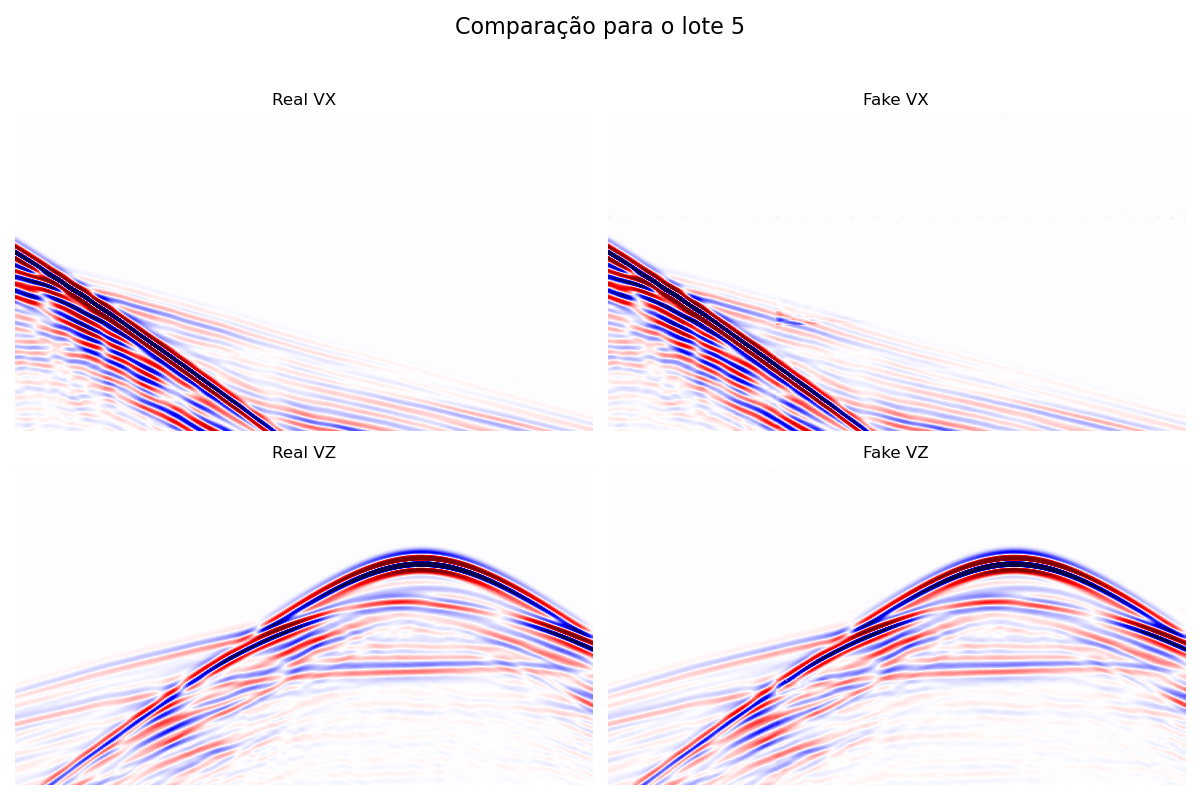 Comparação para o lote 5
Real VX
Fake VX
Real VZ
Fake VZ